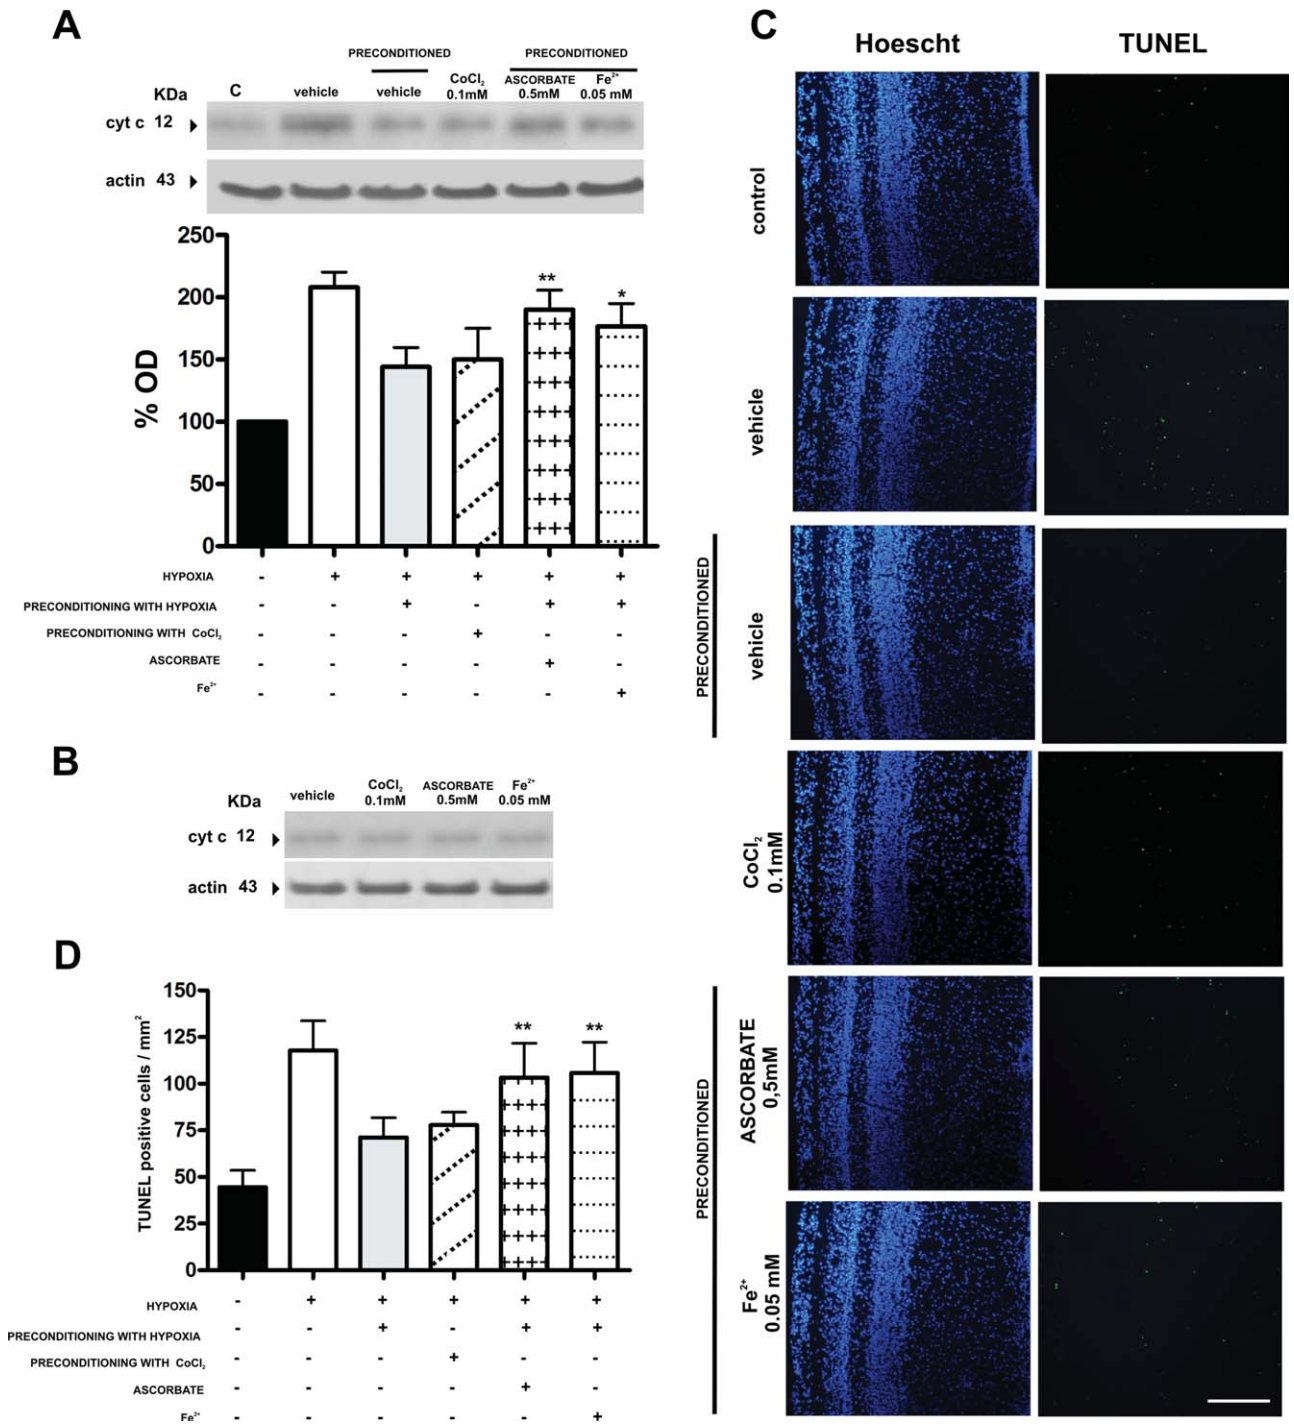 A
PRECONDITIONED PRECONDITIONED
KDa C vehicle vehicle CoCl₂ 0.1mM ASCORBATE 0.5mM Fe²⁺ 0.05 mM
cyt c 12
actin 43
250
200
150
100
50
0
% OD
** *
HYPOXIA - + + + + +
PRECONDITIONING WITH HYPOXIA - - + - + +
PRECONDITIONING WITH CoCl₂ - - - + - -
ASCORBATE - - - - + -
Fe²⁺ - - - - - +
B
KDa vehicle CoCl₂ 0.1mM ASCORBATE 0.5mM Fe²⁺ 0.05 mM
cyt c 12
actin 43
D
150
125
100
75
50
25
0
TUNEL positive cells / mm²
** **
HYPOXIA - + + + + +
PRECONDITIONING WITH HYPOXIA - - + - + +
PRECONDITIONING WITH CoCl₂ - - - + - -
ASCORBATE - - - - + -
Fe²⁺ - - - - - +
C
Hoescht TUNEL
control
vehicle
PRECONDITIONED
vehicle
CoCl₂
0.1mM
PRECONDITIONED
ASCORBATE
0,5mM
Fe²⁺
0.05 mM